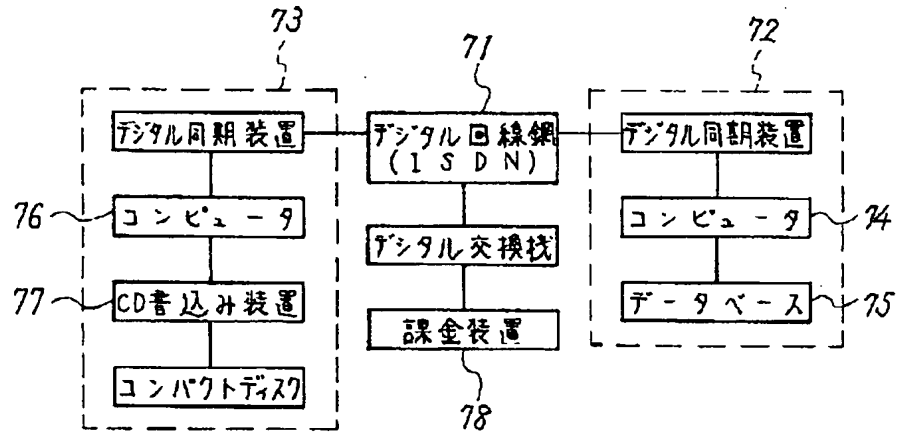 73
71
72
デジタル同期装置
デジタル回線網
(ISDN)
デジタル同期装置
76
コンピュータ
デジタル交換機
コンピュータ
74
77
CD書込み装置
課金装置
データベース
75
コンパクトディスク
78